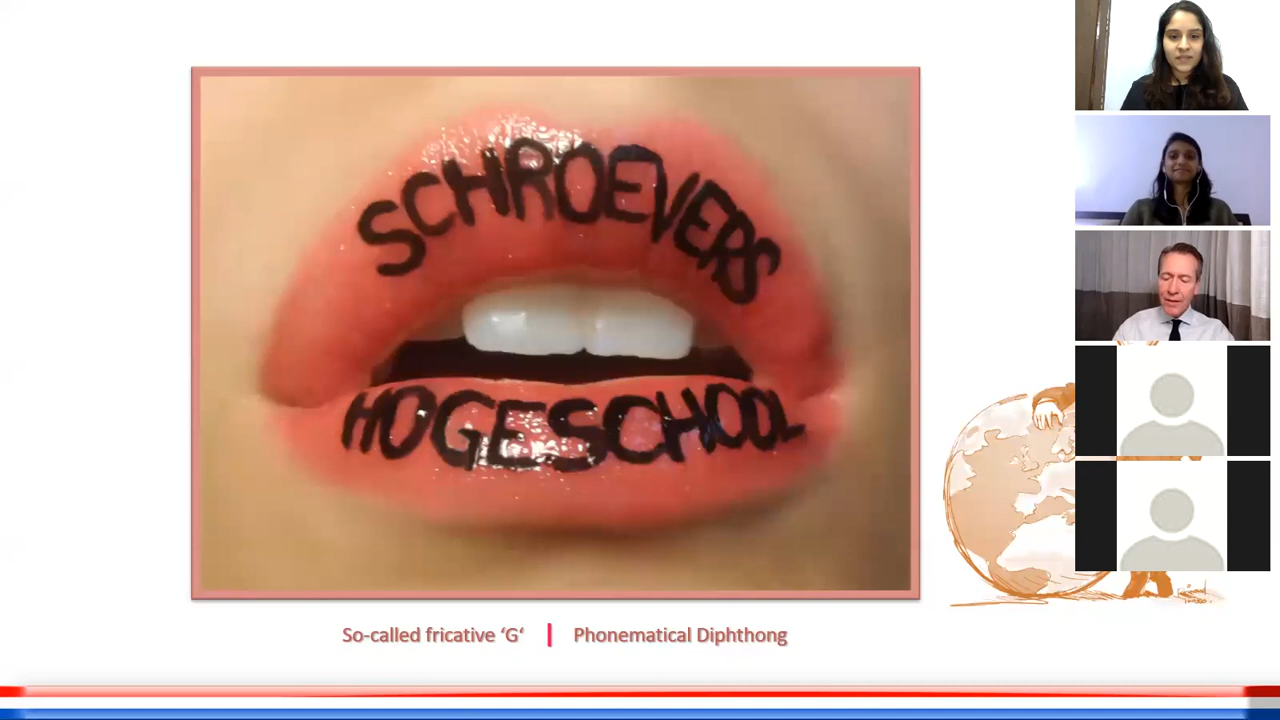 SCHROEVERS
HOGESCHOOL
So-called fricative ‘G‘ | Phonematical Diphthong